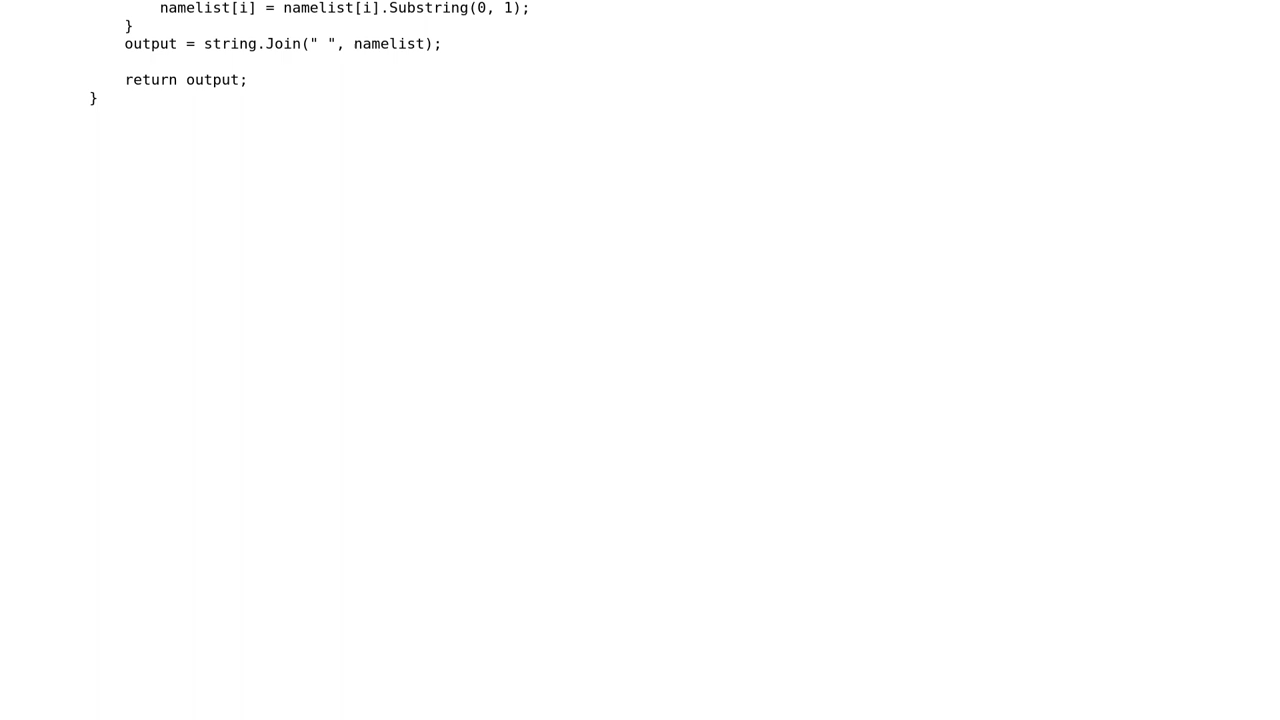 namelist[i] = namelist[i].Substring(0, 1);
}
output = string.Join(" ", namelist);
return output;
}